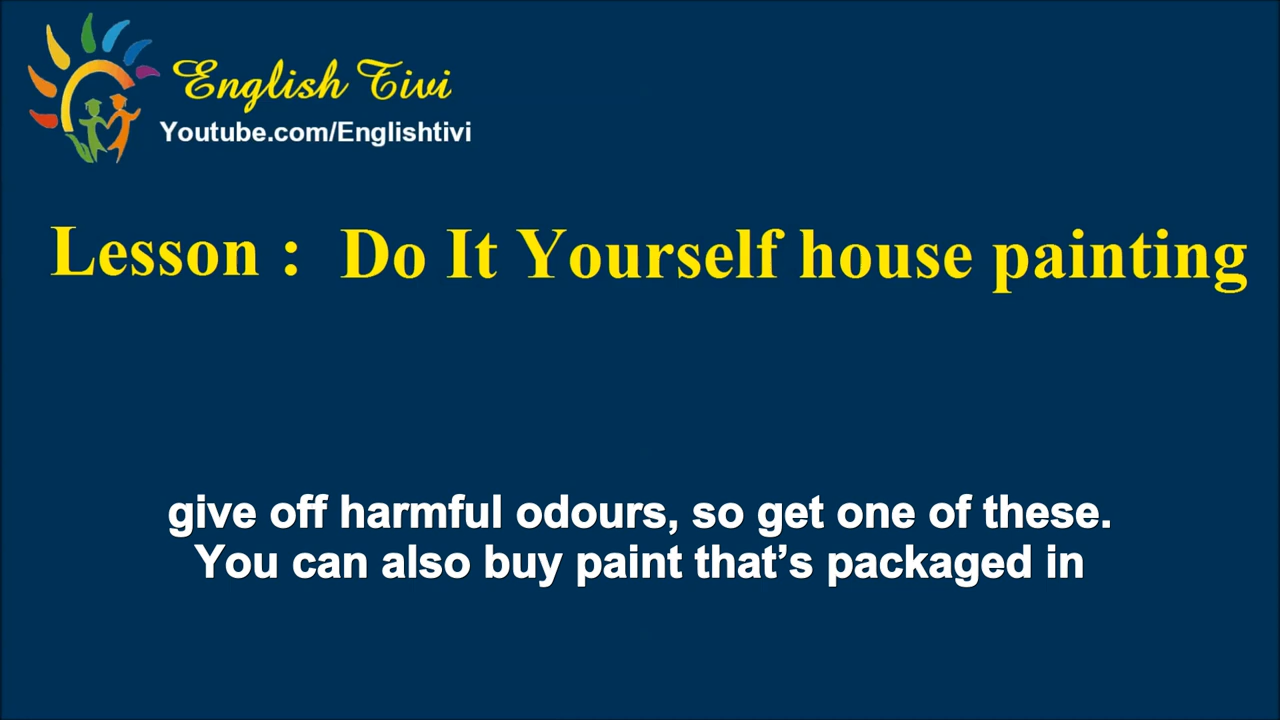 English Tivi
Youtube.com/Englishtivi
Lesson : Do It Yourself house painting
give off harmful odours, so get one of these.
You can also buy paint that’s packaged in